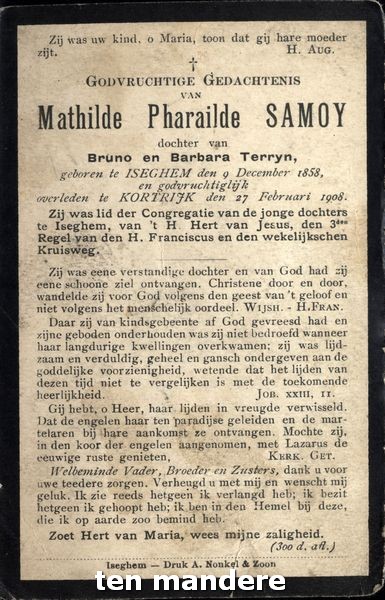 Zij was uw kind, o Maria, toon dat gij hare moeder
zijt. H. Aug.
†
Godvruchtige Gedachtenis
VAN
Mathilde Pharailde SAMOY
dochter van
Bruno en Barbara Terryn,
geboren te ISEGHEM den 9 December 1858,
en godvruchtiglijk
overleden te KORTRIJK den 27 Februari 1908.
Zij was lid der Congregatie van de jonge dochters
te Iseghem, van 't H. Hert van Jesus, den 3den
Regel van den H. Franciscus en den wekelijkschen
Kruisweg.
Zij was eene verstandige dochter en van God had zij
eene schoone ziel ontvangen. Christene door en door,
wandelde zij voor God volgens den geest van 't geloof en
niet volgens het menschelijk oordeel. Wijsh. - H. Fran.
Daar zij van kindsgebeente af God gevreesd had en
zijne geboden onderhouden was zij niet bedroefd wanneer
haar langdurige kwellingen overkwamen; zij was lijd-
zaam en verduldig, geheel en gansch ondergeven aan de
goddelijke voorzienigheid, wetende dat het lijden van
dezen tijd niet te vergelijken is met de toekomende
heerlijkheid. Job. XXIII, II.
Gij hebt, o Heer, haar lijden in vreugde verwisseld.
Dat de engelen haar ten paradijse geleiden en de mar-
telaren bij hare aankomst ze ontvangen. Mochte zij,
in den koor der engelen aangenomen, met Lazarus de
eeuwige ruste genieten, Kerk. Get.
Welbeminde Vader, Broeder en Zusters, dank u voor
uwe teedere zorgen. Verheugd u met mij en wenscht mij
geluk. Ik zie reeds hetgeen ik verlangd heb; ik bezit
hetgeen ik gehoopt heb; ik ben in den Hemel bij deze die
ik op de aarde zoo bemind heb.
Zoet Hert van Maria, wees mijne zaligheid.
(300 d. afl.)
Iseghem — Druk A. Nonkel & Zoon
ten mandere